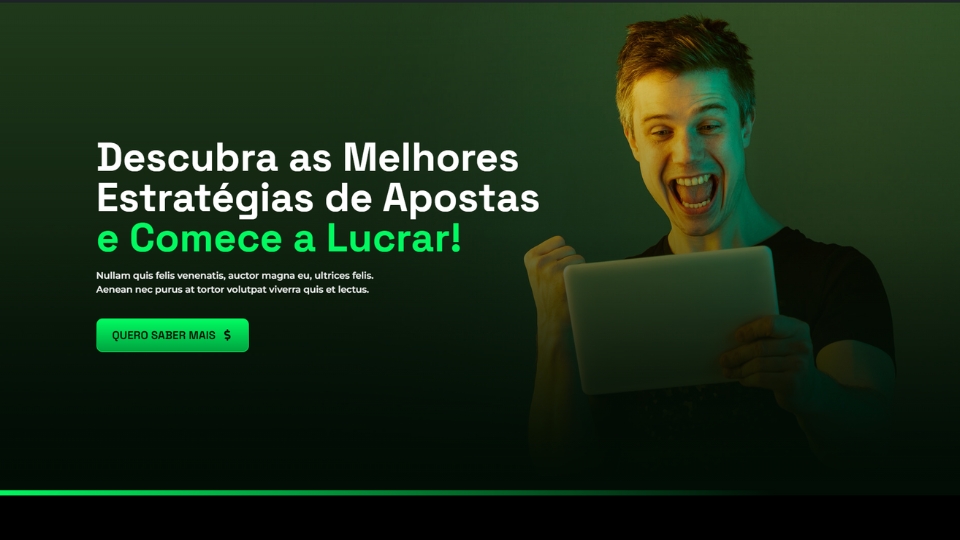 Descubra as Melhores
Estratégias de Apostas
e Comece a Lucrar!
Nullam quis felis venenatis, auctor magna eu, ultrices felis.
Aenean nec purus at tortor volutpat viverra quis et lectus.
QUERO SABER MAIS $